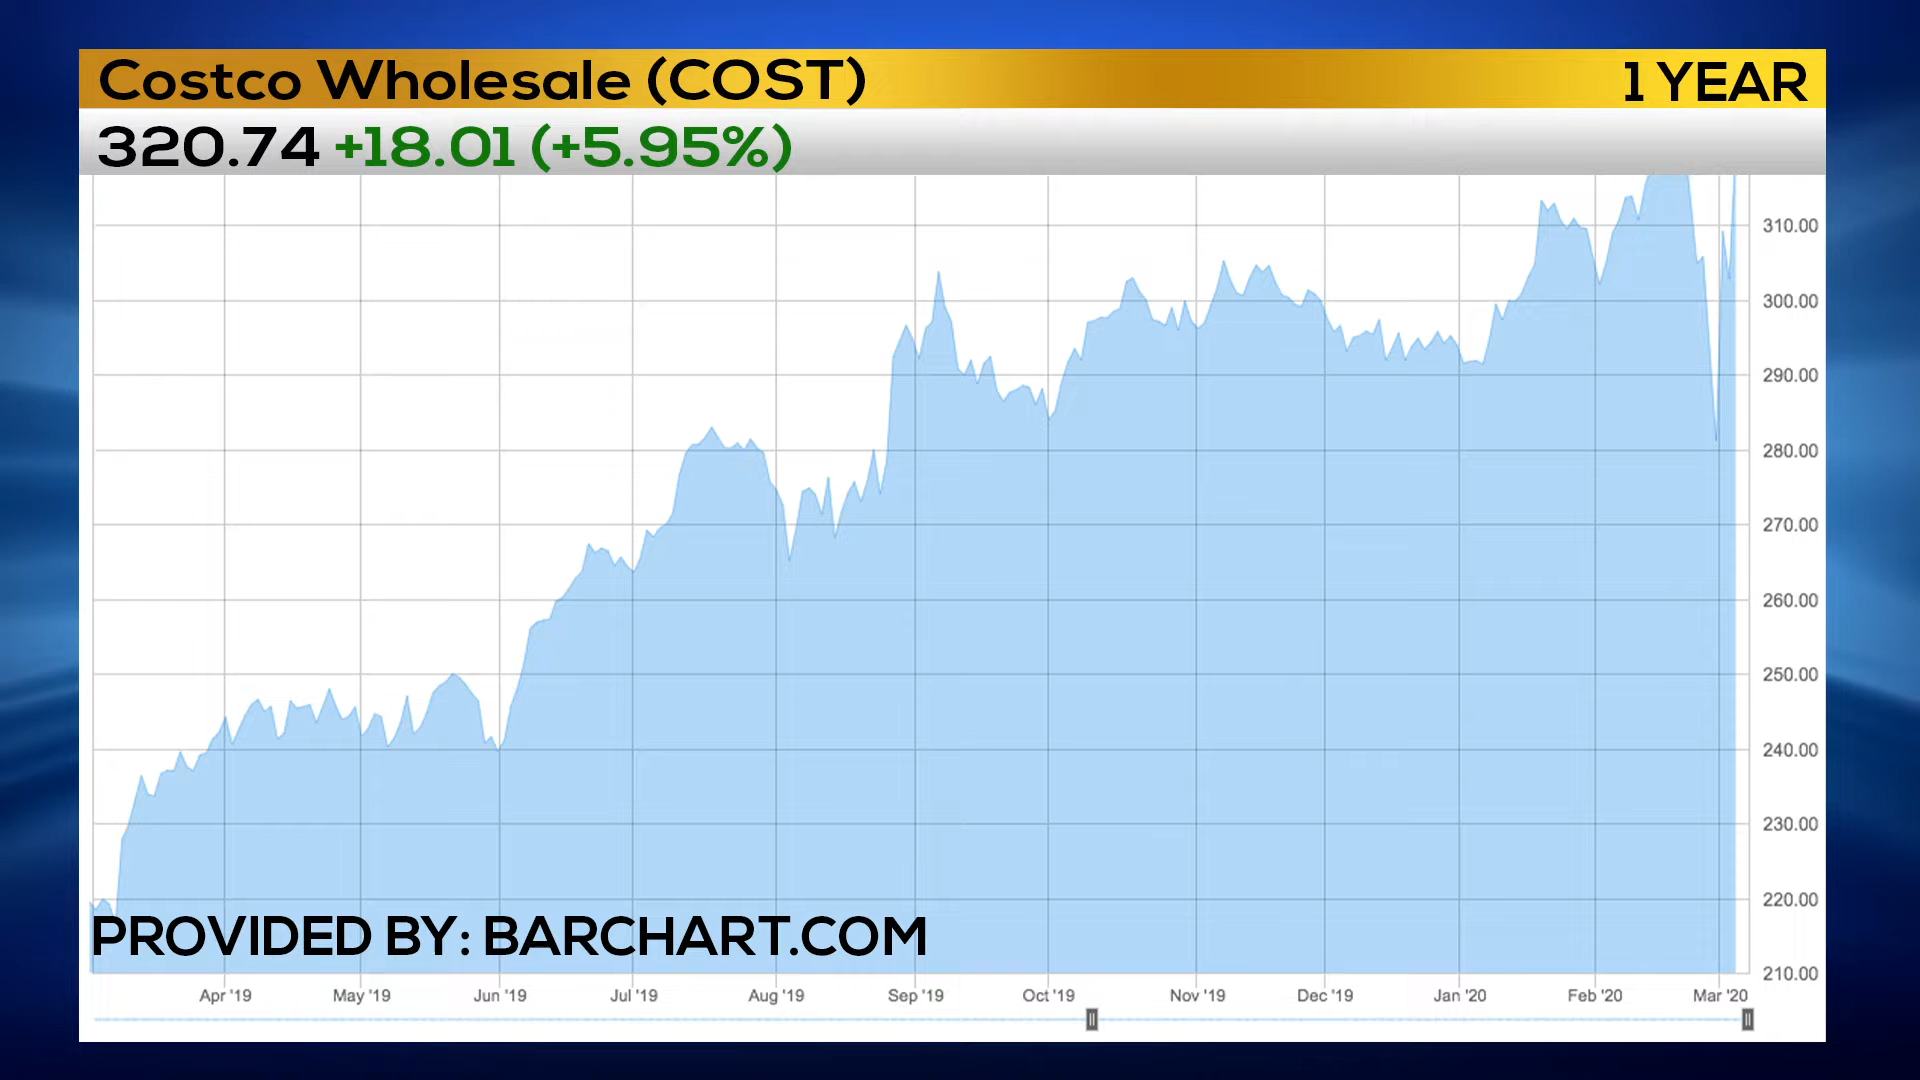 Costco Wholesale (COST) 1 YEAR
320.74 +18.01 (+5.95%)
310.00
300.00
290.00
280.00
270.00
260.00
250.00
240.00
230.00
220.00
PROVIDED BY: BARCHART.COM
210.00
Apr '19 May '19 Jun '19 Jul '19 Aug '19 Sep '19 Oct '19 Nov '19 Dec '19 Jan '20 Feb '20 Mar '20